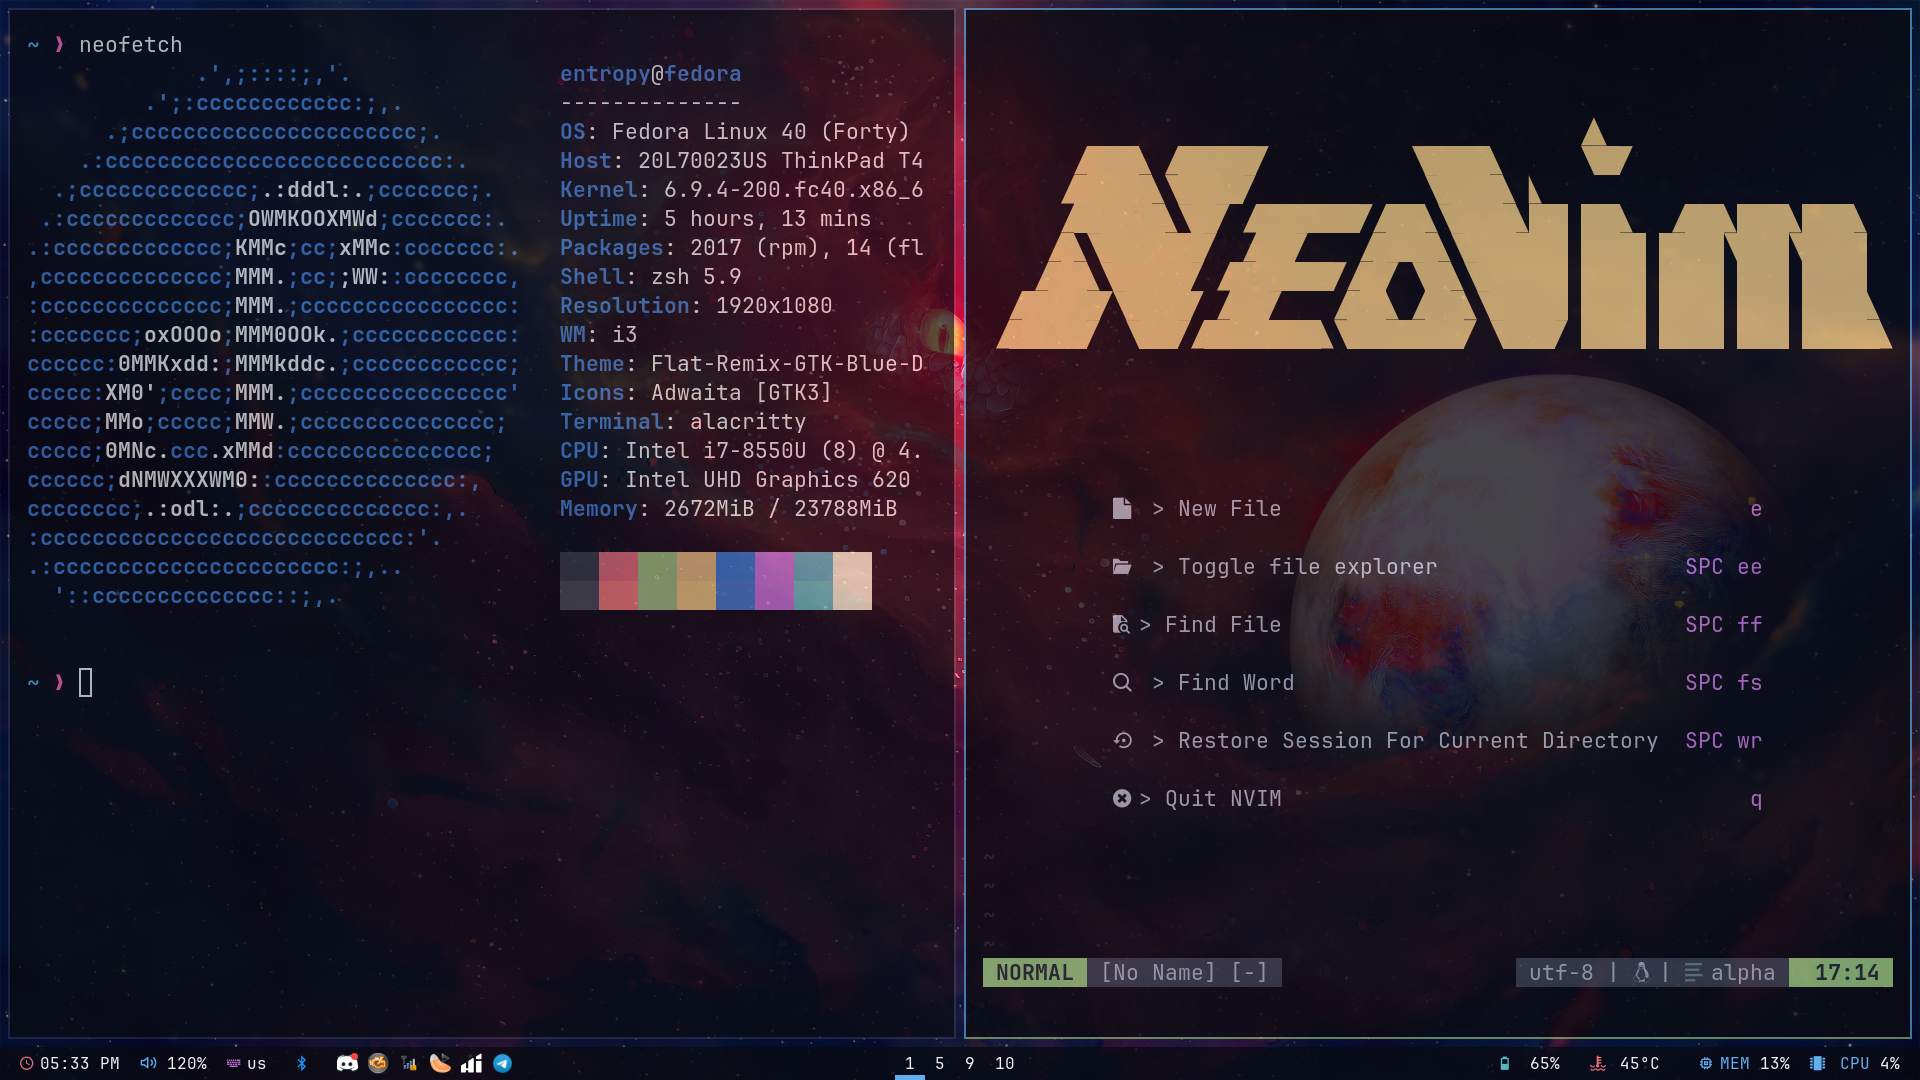 ~ ❱ neofetch
.',;::::;,'.
.';:cccccccccccc:;,.
.;cccccccccccccccccccccc;.
.:cccccccccccccccccccccccccc:.
.;ccccccccccccc;.:dddl:.;ccccccc;.
.:ccccccccccccc;OWMKOOXMWd;ccccccc:.
.:ccccccccccccc;KMMc;cc;xMMc:ccccccc:.
,cccccccccccccc;MMM.;cc;;WW::cccccccc,
:cccccccccccccc;MMM.;cccccccccccccccc:
:ccccccc;oxOOOo;MMM0OOk.;cccccccccccc:
cccccc:0MMKxdd:;MMMkddc.;cccccccccccc;
ccccc:XM0';cccc;MMM.;cccccccccccccccc'
ccccc;MMo;ccccc;MMW.;ccccccccccccccc;
ccccc;0MNc.ccc.xMMd:ccccccccccccccc;
cccccc;dNMWXXXWM0::cccccccccccccc:,
cccccccc;.:odl:.;cccccccccccccc:,.
:cccccccccccccccccccccccccccc:'.
.:cccccccccccccccccccccc:;,..
'::cccccccccccccc::;,.
entropy@fedora
--------------
OS: Fedora Linux 40 (Forty)
Host: 20L70023US ThinkPad T4
Kernel: 6.9.4-200.fc40.x86_6
Uptime: 5 hours, 13 mins
Packages: 2017 (rpm), 14 (fl
Shell: zsh 5.9
Resolution: 1920x1080
WM: i3
Theme: Flat-Remix-GTK-Blue-D
Icons: Adwaita [GTK3]
Terminal: alacritty
CPU: Intel i7-8550U (8) @ 4.
GPU: Intel UHD Graphics 620
Memory: 2672MiB / 23788MiB
~ ❱
NEOVIM
> New File e
> Toggle file explorer SPC ee
> Find File SPC ff
> Find Word SPC fs
> Restore Session For Current Directory SPC wr
> Quit NVIM q
~
~
~
~
NORMAL [No Name] [-] utf-8 | | alpha 17:14
05:33 PM 120% us 1 5 9 10 65% 45°C MEM 13% CPU 4%